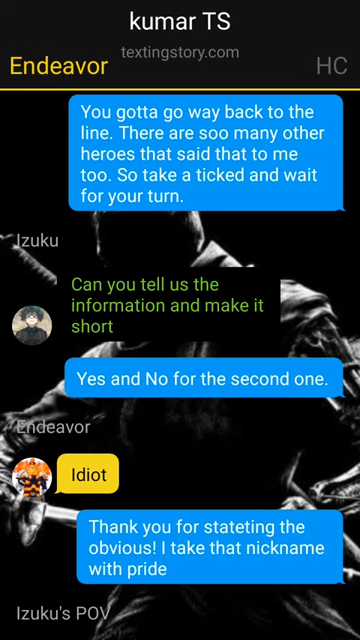 kumar TS
textingstory.com
Endeavor
HC
You gotta go way back to the
line. There are soo many other
heroes that said that to me
too. So take a ticked and wait
for your turn.
Izuku
Can you tell us the
information and make it
short
Yes and No for the second one.
Endeavor
Idiot
Thank you for stateting the
obvious! I take that nickname
with pride
Izuku's POV